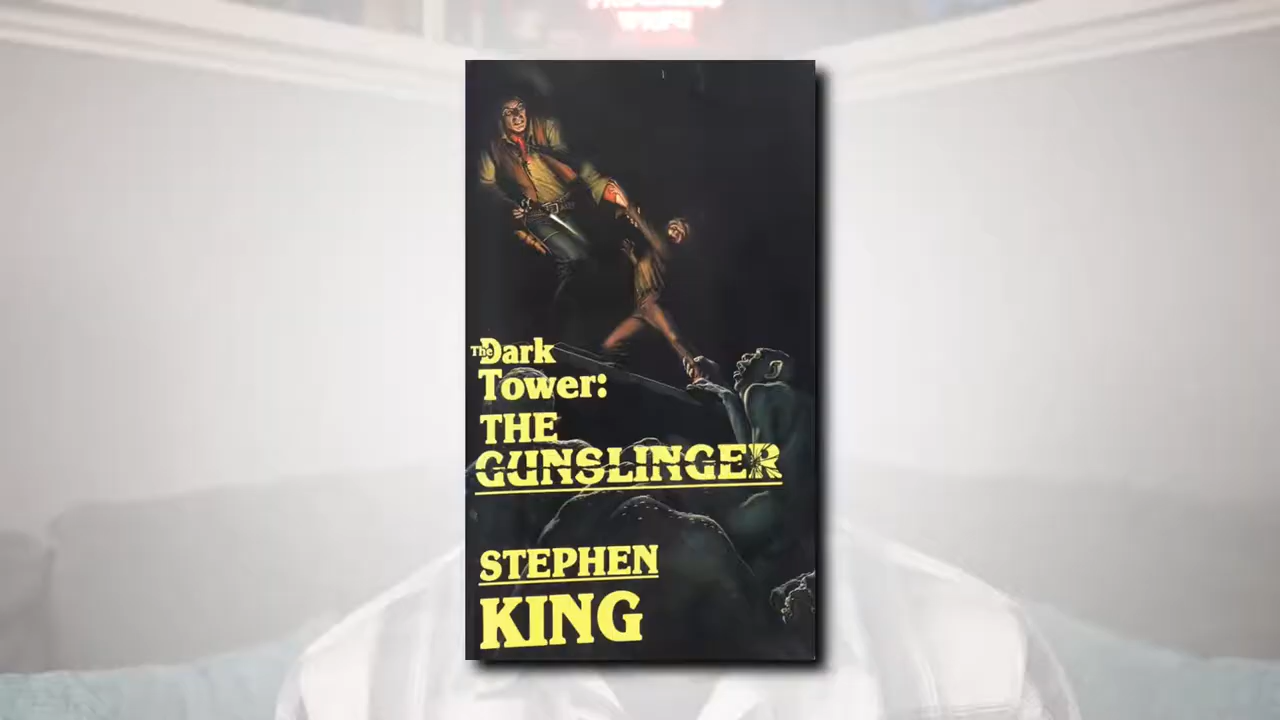 The Dark
Tower:
THE
GUNSLINGER
STEPHEN
KING